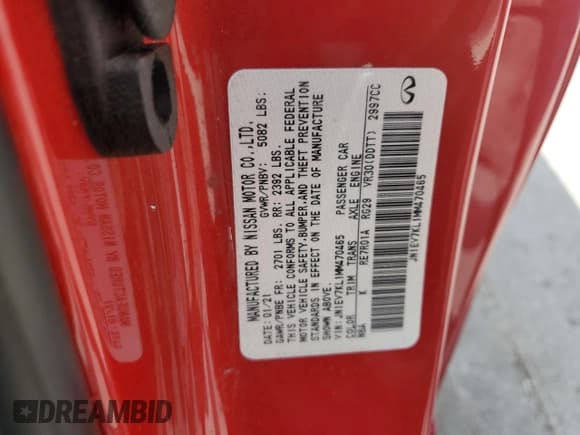 MANUFACTURED BY NISSAN MOTOR CO.,LTD.
DATE: 01/21 GVWR/PNBV: 5082 LBS:
GAWR/PNBE FR: 2701 LBS. RR: 2392 LBS.
THIS VEHICLE CONFORMS TO ALL APPLICABLE FEDERAL
MOTOR VEHICLE SAFETY,BUMPER,AND THEFT PREVENTION
STANDARDS IN EFFECT ON THE DATE OF MANUFACTURE
SHOWN ABOVE.
VIN: JN1EV7KL1MM470465 PASSENGER CAR
COLOR TRIM TRANS AXLE ENGINE
NBA K RE7R01A RG29 VR30(DDTT) 2997CC
JN1EV7KL1MM470465
DREAMBID